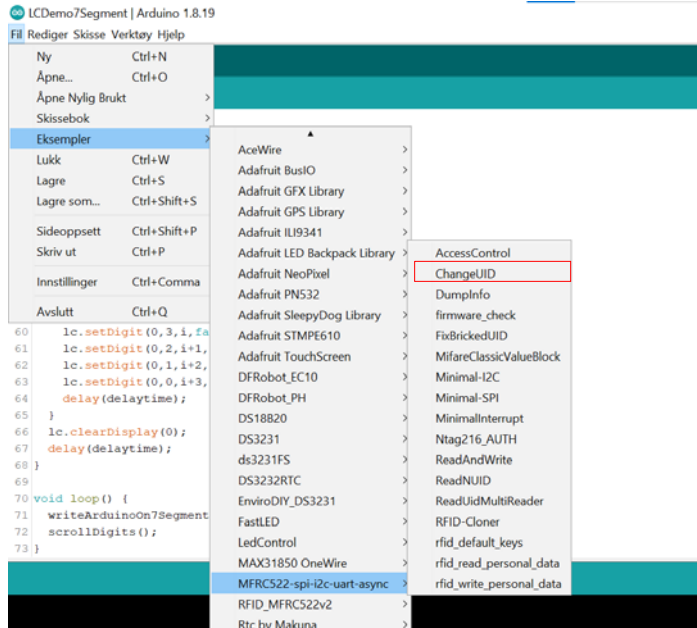 LCDemo7Segment | Arduino 1.8.19
Fil Rediger Skisse Verktøy Hjelp
Ny Ctrl+N
Åpne... Ctrl+O
Åpne Nylig Brukt
Skissebok
Eksempler
Lukk Ctrl+W
Lagre Ctrl+S
Lagre som... Ctrl+Shift+S
Sideoppsett Ctrl+Shift+P
Skriv ut Ctrl+P
Innstillinger Ctrl+Comma
Avslutt Ctrl+Q
AceWire
Adafruit BusIO
Adafruit GFX Library
Adafruit GPS Library
Adafruit ILI9341
Adafruit LED Backpack Library
Adafruit NeoPixel
Adafruit PN532
Adafruit SleepyDog Library
Adafruit STMPE610
Adafruit TouchScreen
DFRobot_EC10
DFRobot_PH
DS18B20
DS3231
ds3231FS
DS3232RTC
EnviroDIY_DS3231
FastLED
LedControl
MAX31850 OneWire
MFRC522-spi-i2c-uart-async
RFID_MFRC522v2
Rtc by Makuna
AccessControl
ChangeUID
DumpInfo
firmware_check
FixBrickedUID
MifareClassicValueBlock
Minimal-I2C
Minimal-SPI
MinimalInterrupt
Ntag216_AUTH
ReadAndWrite
ReadNUID
ReadUidMultiReader
RFID-Cloner
rfid_default_keys
rfid_read_personal_data
rfid_write_personal_data
60 lc.setDigit(0,3,i,fa
61 lc.setDigit(0,2,i+1,
62 lc.setDigit(0,1,i+2,
63 lc.setDigit(0,0,i+3,
64 delay(delaytime);
65 }
66 lc.clearDisplay(0);
67 delay(delaytime);
68 }
69
70 void loop() {
71 writeArduinoOn7Segment
72 scrollDigits();
73 }